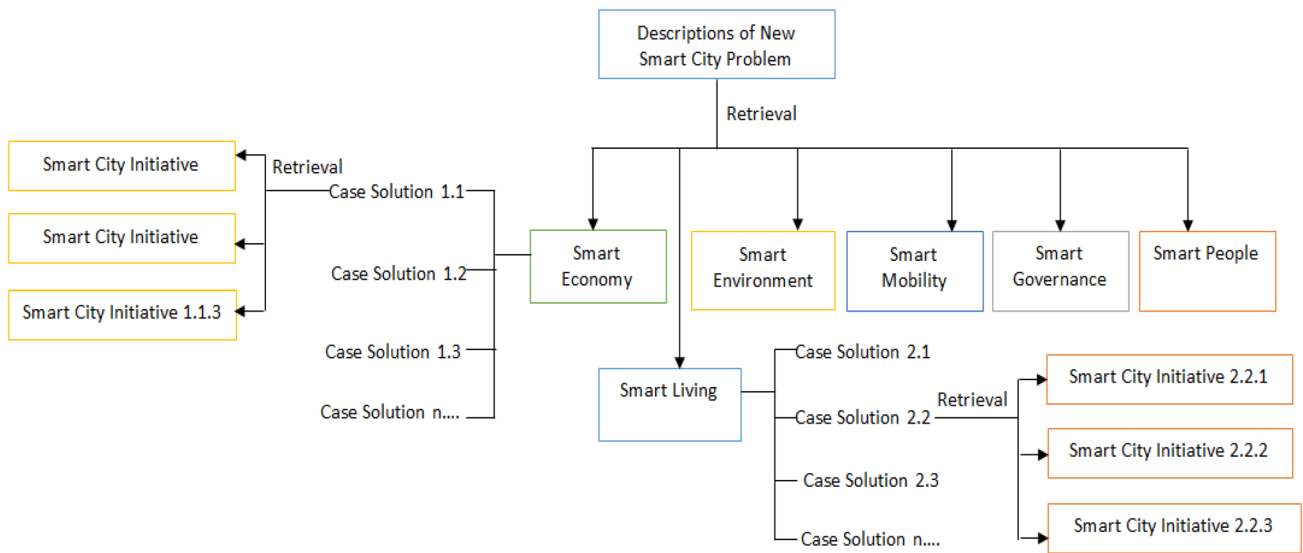 Descriptions of New
Smart City Problem
Retrieval
Smart City Initiative
Retrieval
Case Solution 1.1
Smart City Initiative
Case Solution 1.2
Smart City Initiative 1.1.3
Case Solution 1.3
Case Solution n....
Smart
Economy
Smart
Environment
Smart
Mobility
Smart
Governance
Smart People
Smart Living
Case Solution 2.1
Case Solution 2.2
Retrieval
Case Solution 2.3
Case Solution n....
Smart City Initiative 2.2.1
Smart City Initiative 2.2.2
Smart City Initiative 2.2.3